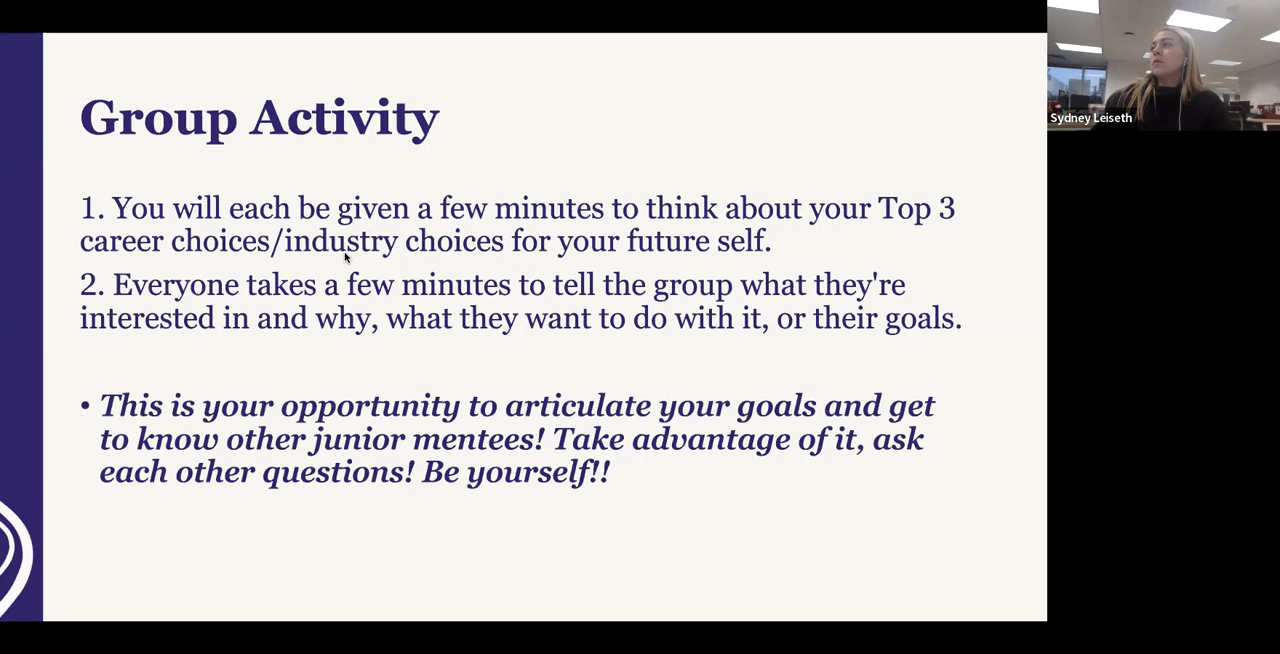 Group Activity
1. You will each be given a few minutes to think about your Top 3
career choices/industry choices for your future self.
2. Everyone takes a few minutes to tell the group what they're
interested in and why, what they want to do with it, or their goals.
• This is your opportunity to articulate your goals and get
to know other junior mentees! Take advantage of it, ask
each other questions! Be yourself!!
Sydney Leiseth